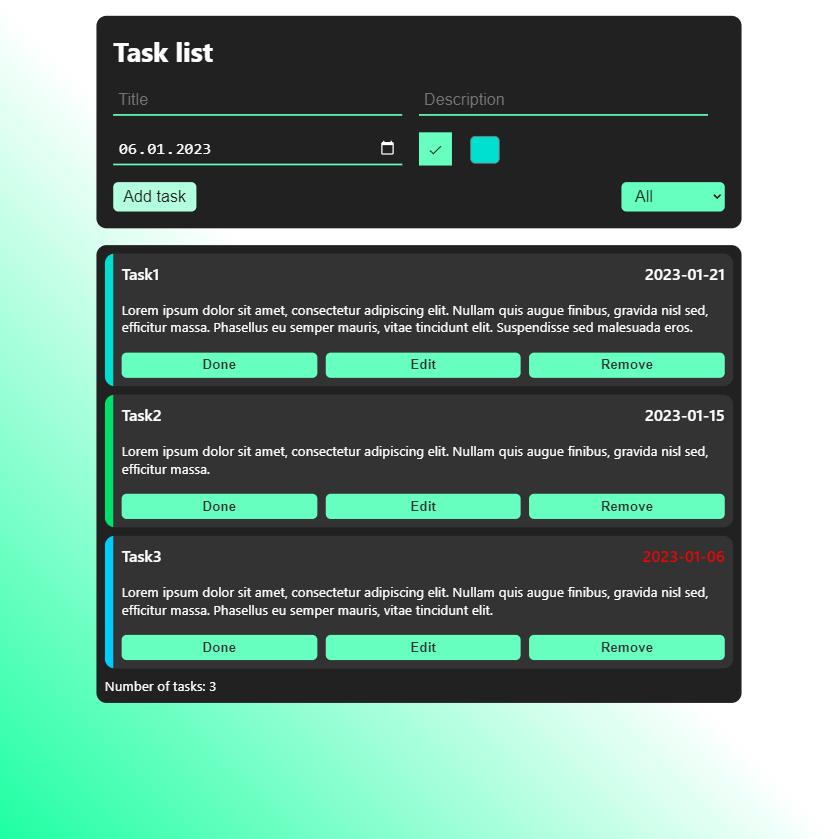 Task list
Title Description
06.01.2023
Add task All
Task1 2023-01-21
Lorem ipsum dolor sit amet, consectetur adipiscing elit. Nullam quis augue finibus, gravida nisl sed,
efficitur massa. Phasellus eu semper mauris, vitae tincidunt elit. Suspendisse sed malesuada eros.
Done Edit Remove
Task2 2023-01-15
Lorem ipsum dolor sit amet, consectetur adipiscing elit. Nullam quis augue finibus, gravida nisl sed,
efficitur massa.
Done Edit Remove
Task3 2023-01-06
Lorem ipsum dolor sit amet, consectetur adipiscing elit. Nullam quis augue finibus, gravida nisl sed,
efficitur massa. Phasellus eu semper mauris, vitae tincidunt elit.
Done Edit Remove
Number of tasks: 3